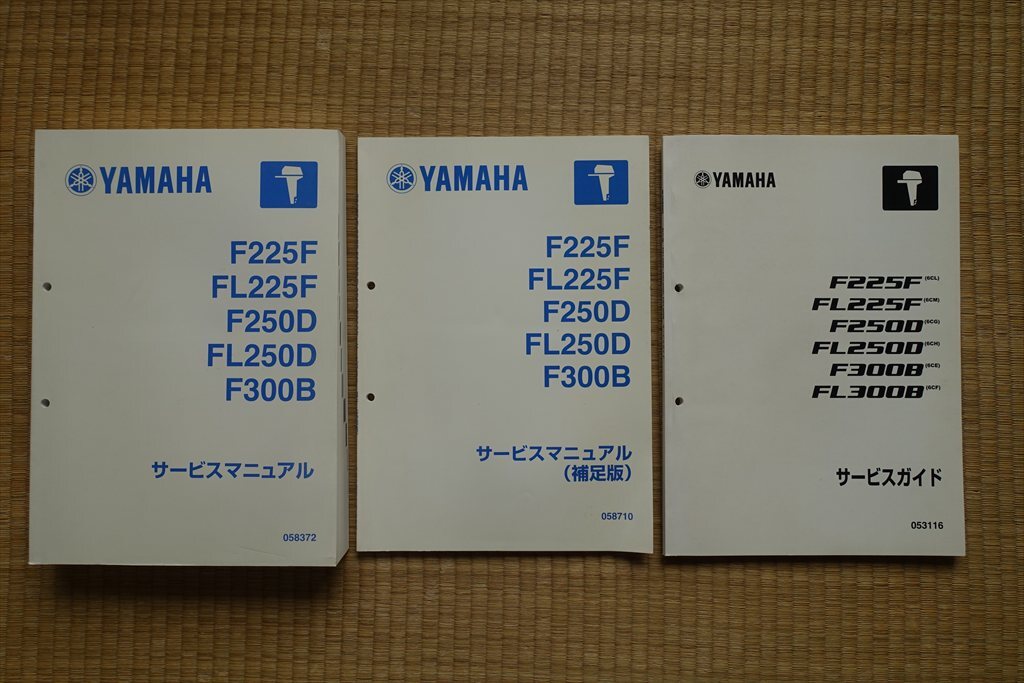 YAMAHA
F225F
FL225F
F250D
FL250D
F300B
サービスマニュアル
058372
YAMAHA
F225F
FL225F
F250D
FL250D
F300B
サービスマニュアル
(補足版)
058710
YAMAHA
F225F(6CL)
FL225F(6CM)
F250D(6CG)
FL250D(6CH)
F300B(6CE)
FL300B(6CF)
サービスガイド
053116